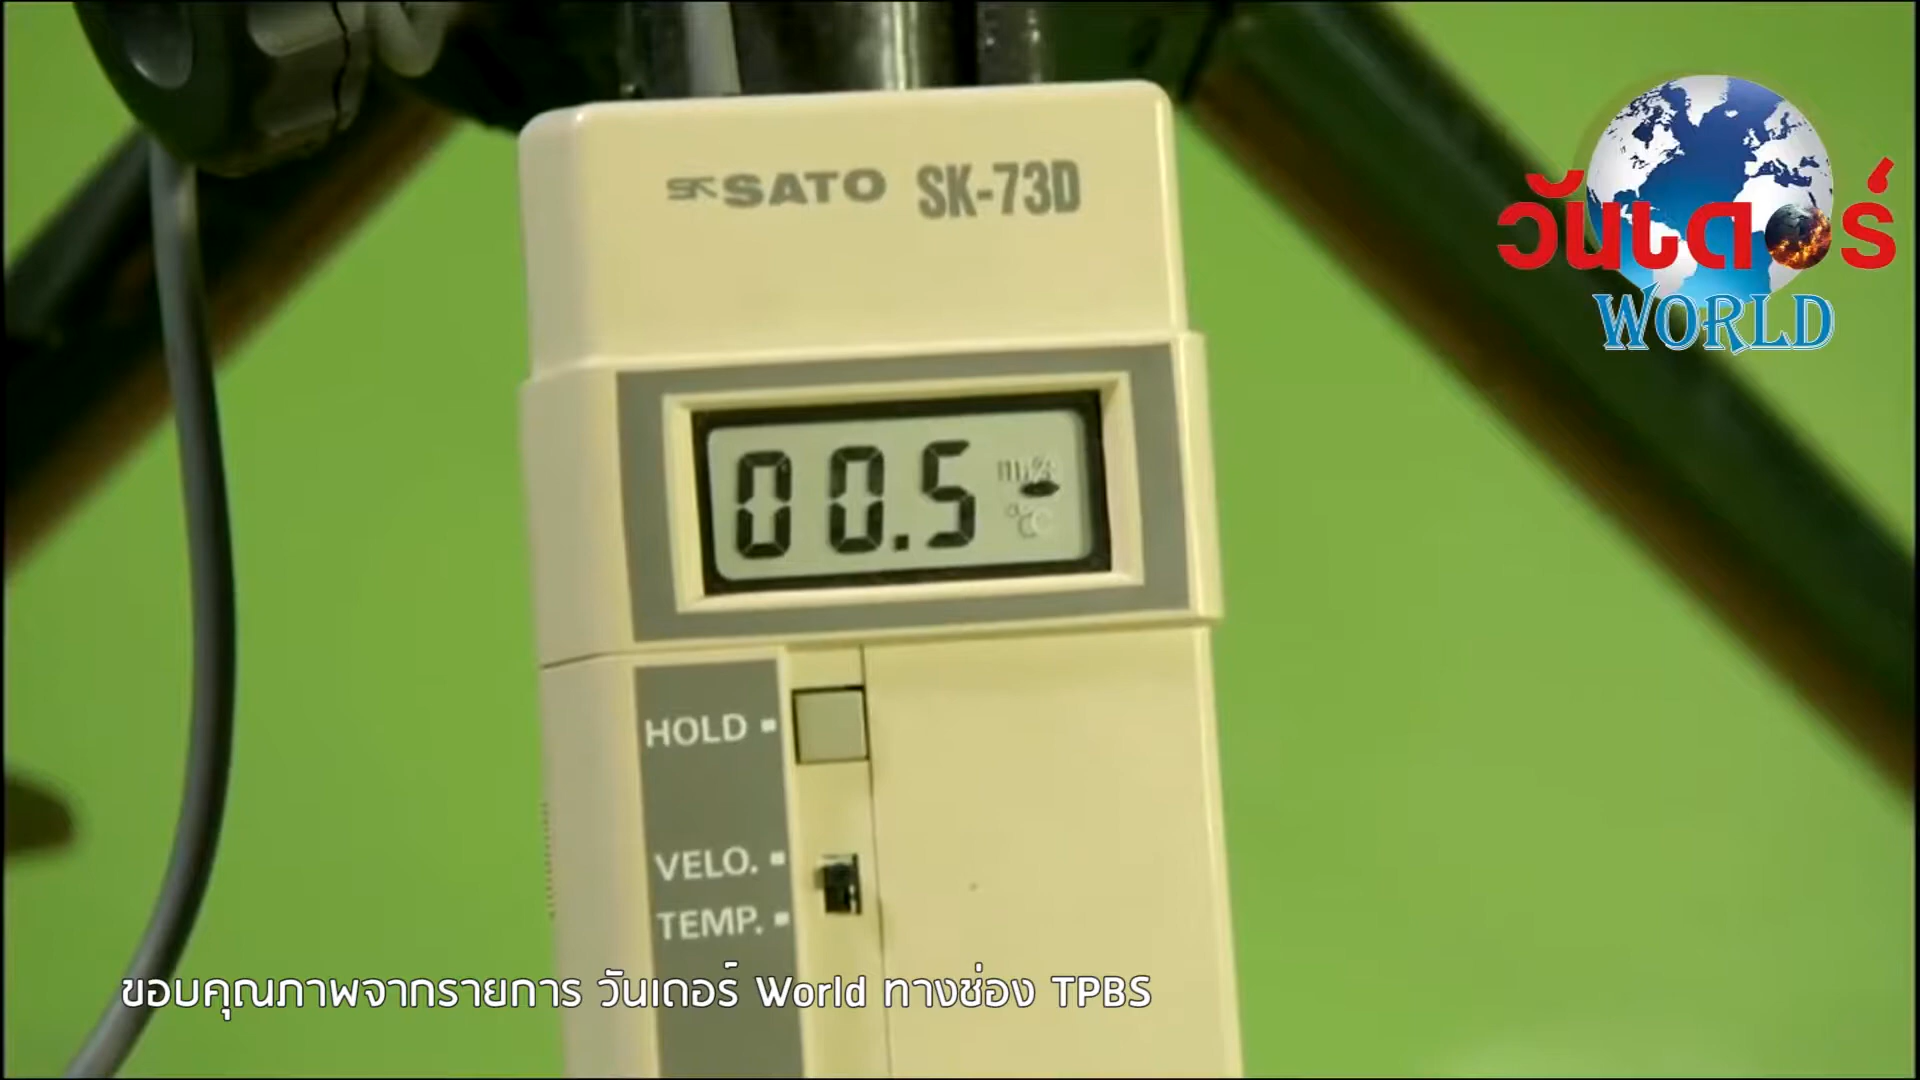 SK SATO SK-73D
วันเดอร์
WORLD
00.5 m/s
°C
HOLD
VELO.
TEMP.
ขอบคุณภาพจากรายการ วันเดอร์ World ทางช่อง TPBS